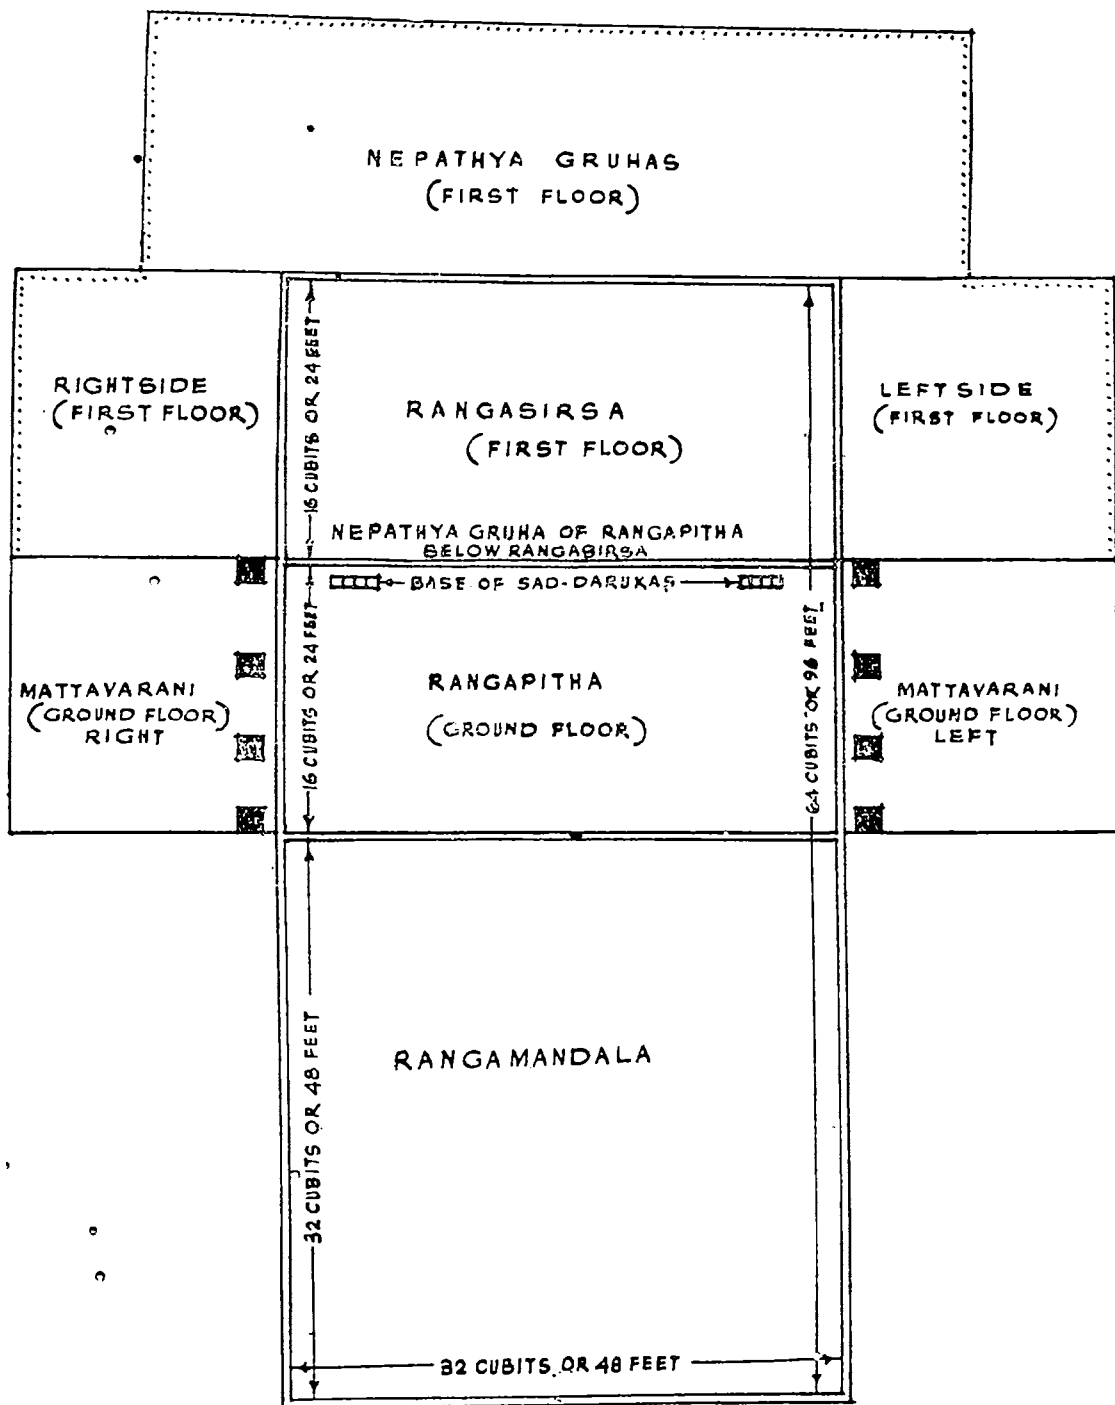 NEPATHYA GRUHAS
(FIRST FLOOR)
RIGHTSIDE
(FIRST FLOOR)
16 CUBITS OR 24 FEET
RANGASIRSA
(FIRST FLOOR)
LEFT SIDE
(FIRST FLOOR)
NEPATHYA GRUHA OF RANGAPITHA
BELOW RANGASIRSA
BASE OF SAD-DARUKAS
MATTAVARANI
(GROUND FLOOR)
RIGHT
16 CUBITS OR 24 FEET
RANGAPITHA
(GROUND FLOOR)
64 CUBITS OR 96 FEET
MATTAVARANI
(GROUND FLOOR)
LEFT
32 CUBITS OR 48 FEET
RANGAMANDALA
32 CUBITS OR 48 FEET